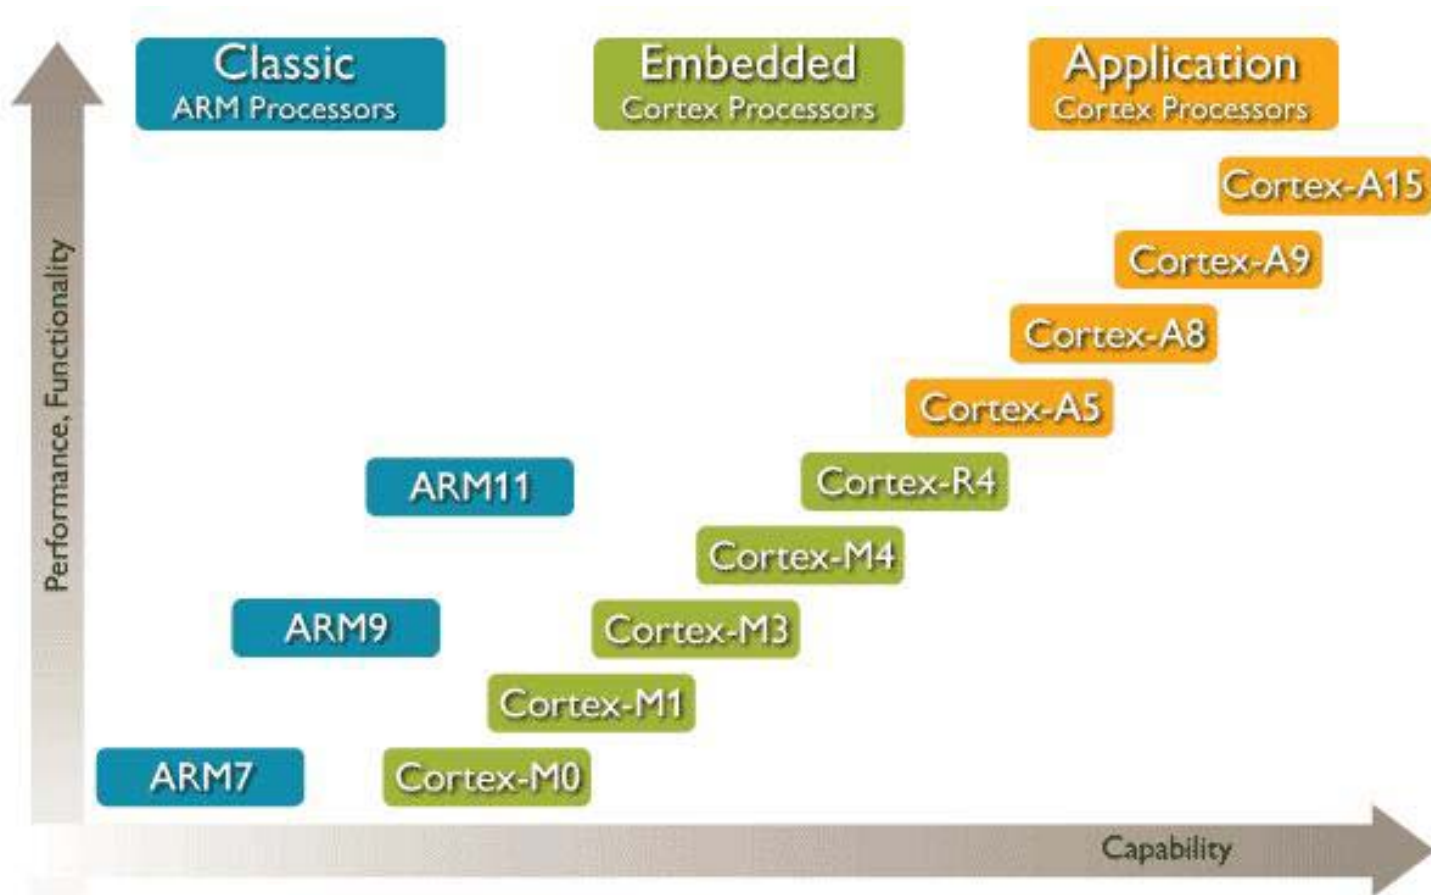 Classic
ARM Processors
Embedded
Cortex Processors
Application
Cortex Processors
Cortex-A15
Cortex-A9
Cortex-A8
Cortex-A5
Cortex-R4
ARM11
Cortex-M4
ARM9
Cortex-M3
Cortex-M1
ARM7
Cortex-M0
Performance, Functionality
Capability